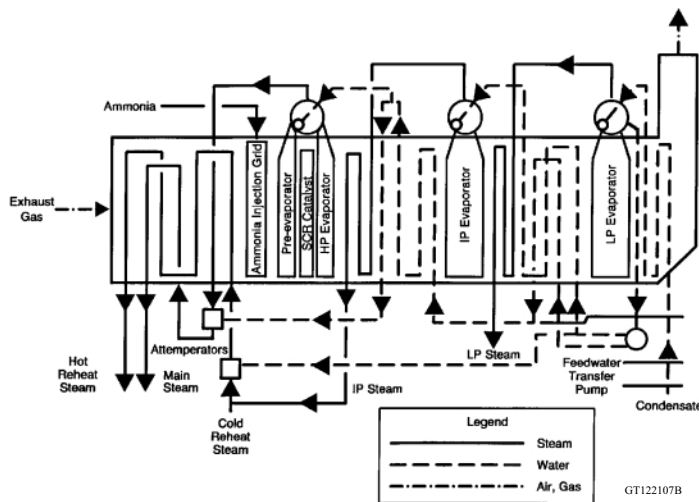 Ammonia
Exhaust
Gas
Ammonia Injection Grid
Pre-evaporator
SCR Catalyst
HP Evaporator
IP Evaporator
LP Evaporator
Hot
Reheat
Steam
Main
Steam
Attemperators
Cold
Reheat
Steam
IP Steam
LP Steam
Feedwater
Transfer
Pump
Condensate
Legend
Steam
Water
Air, Gas
GT122107B